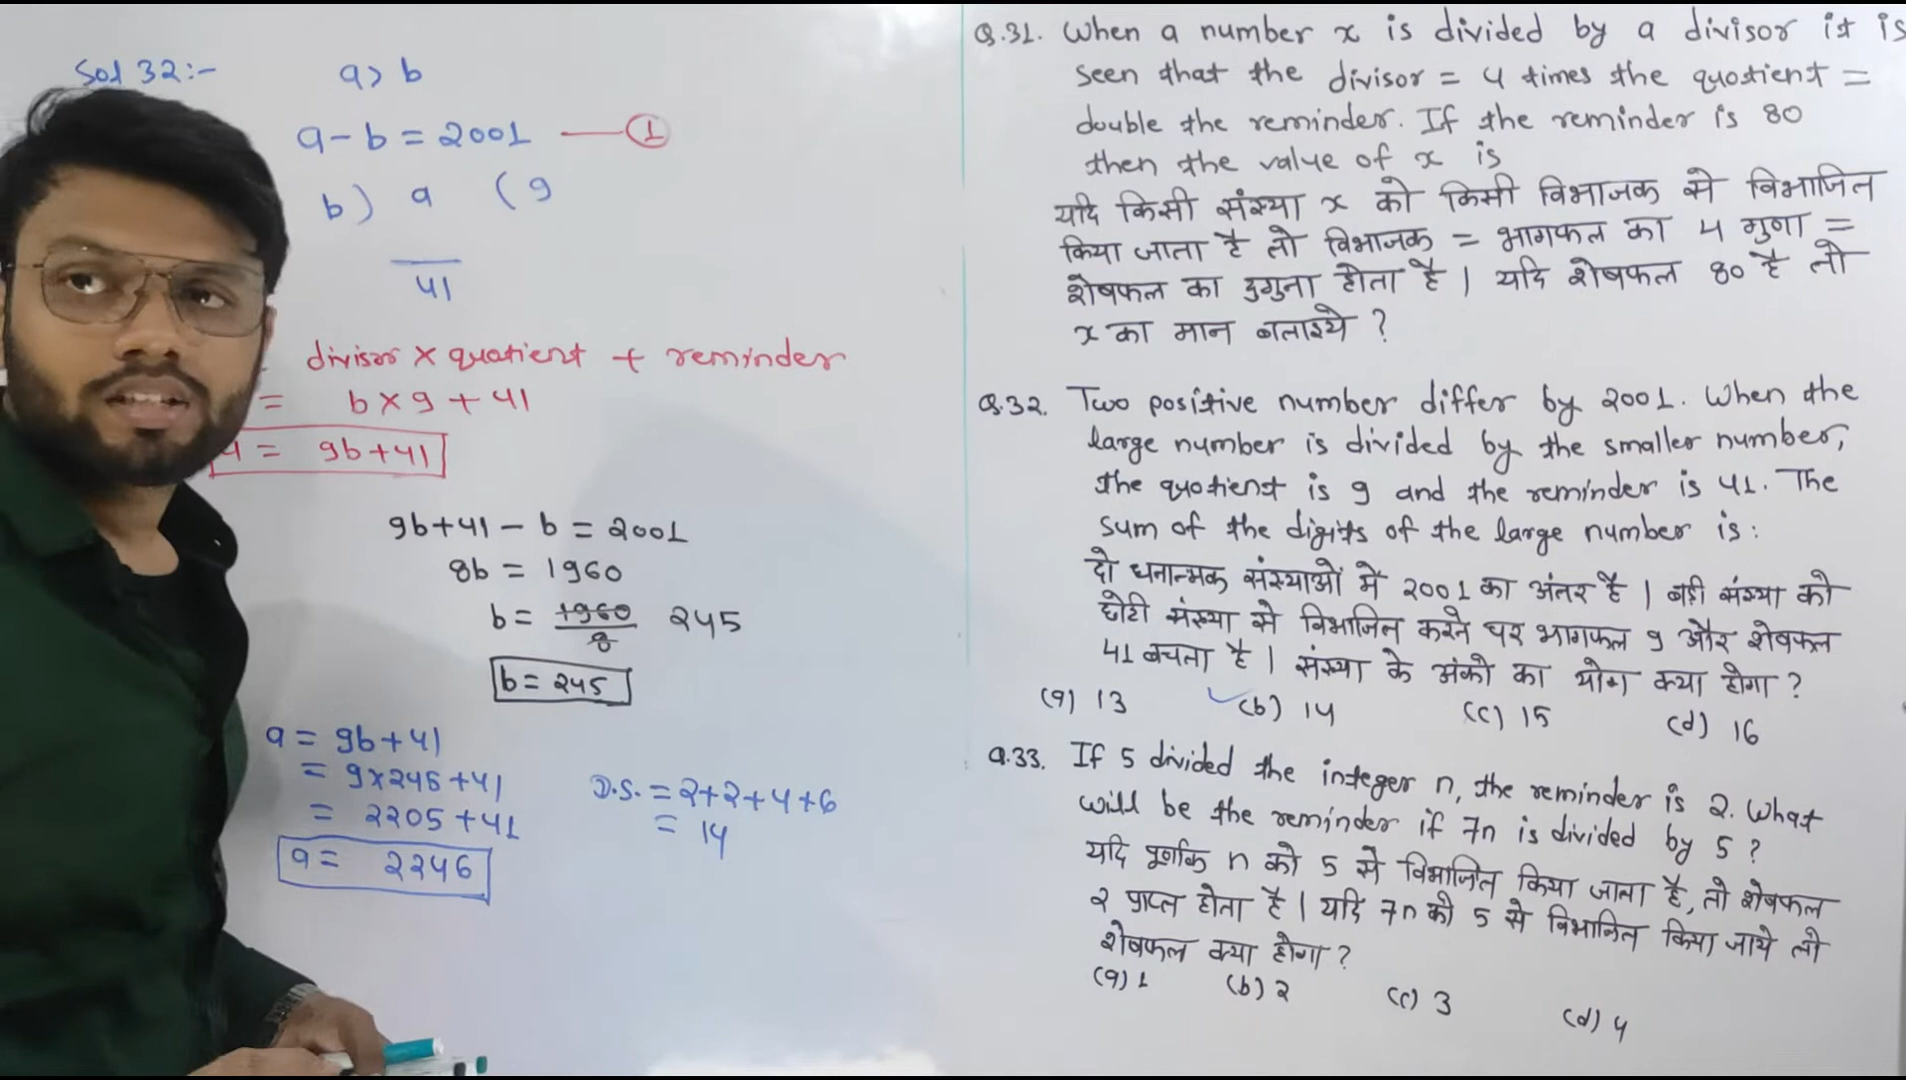 Sol 32:-
a > b
a - b = 2001 —— ①
b ) a ( 9
41
divisor × quotient + reminder
= b × 9 + 41
= 9b+41
9b+41 - b = 2001
8b = 1960
b = 1960/8 245
b = 245
a = 9b+41
= 9×245+41
= 2205+41
a = 2246
D.S. = 2+2+4+6
= 14
Q.31. When a number x is divided by a divisor it is
seen that the divisor = 4 times the quotient =
double the reminder. If the reminder is 80
then the value of x is
यदि किसी संख्या x को किसी विभाजक से विभाजित
किया जाता है तो विभाजक = भागफल का 4 गुणा =
शेषफल का दुगुना होता है | यदि शेषफल 80 है तो
x का मान बताइये ?
Q.32. Two positive number differ by 2001. When the
large number is divided by the smaller number,
the quotient is 9 and the reminder is 41. The
sum of the digits of the large number is:
दो धनात्मक संख्याओं में 2001 का अंतर है | बड़ी संख्या को
छोटी संख्या से विभाजित करने पर भागफल 9 और शेषफल
41 बचता है | संख्या के अंको का योग क्या होगा ?
(a) 13 (b) 14 (c) 15 (d) 16
Q.33. If 5 divided the integer n, the reminder is 2. What
will be the reminder if 7n is divided by 5 ?
यदि पूर्णांक n को 5 से विभाजित किया जाता है, तो शेषफल
2 प्राप्त होता है | यदि 7n को 5 से विभाजित किया जाये तो
शेषफल क्या होगा ?
(a) 1 (b) 2 (c) 3 (d) 4